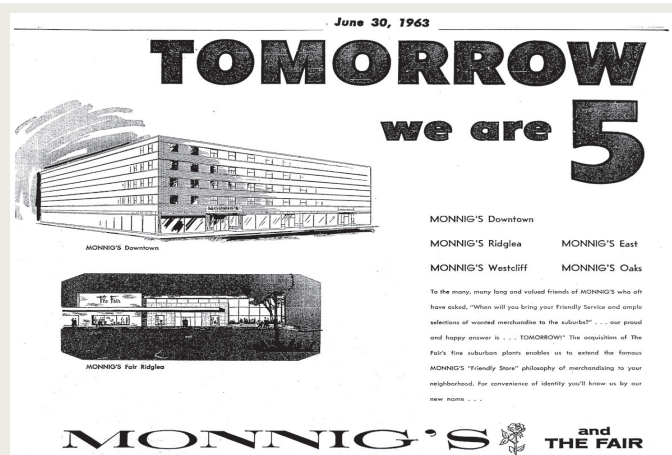 June 30, 1963
TOMORROW
we are 5
MONNIG'S
MONNIG'S Downtown
The Fair
MONNIG'S Fair Ridglea
MONNIG'S Downtown
MONNIG'S Ridglea MONNIG'S East
MONNIG'S Westcliff MONNIG'S Oaks
To the many, many long and valued friends of MONNIG'S who oft
have asked, "When will you bring your Friendly Service and ample
selections of wanted merchandise to the suburbs?" . . . our proud
and happy answer is . . . TOMORROW!" The acquisition of The
Fair's fine suburban plants enables us to extend the famous
MONNIG'S "Friendly Store" philosophy of merchandising to your
neighborhood. For convenience of identity you'll know us by our
new name . . .
MONNIG'S and
THE FAIR